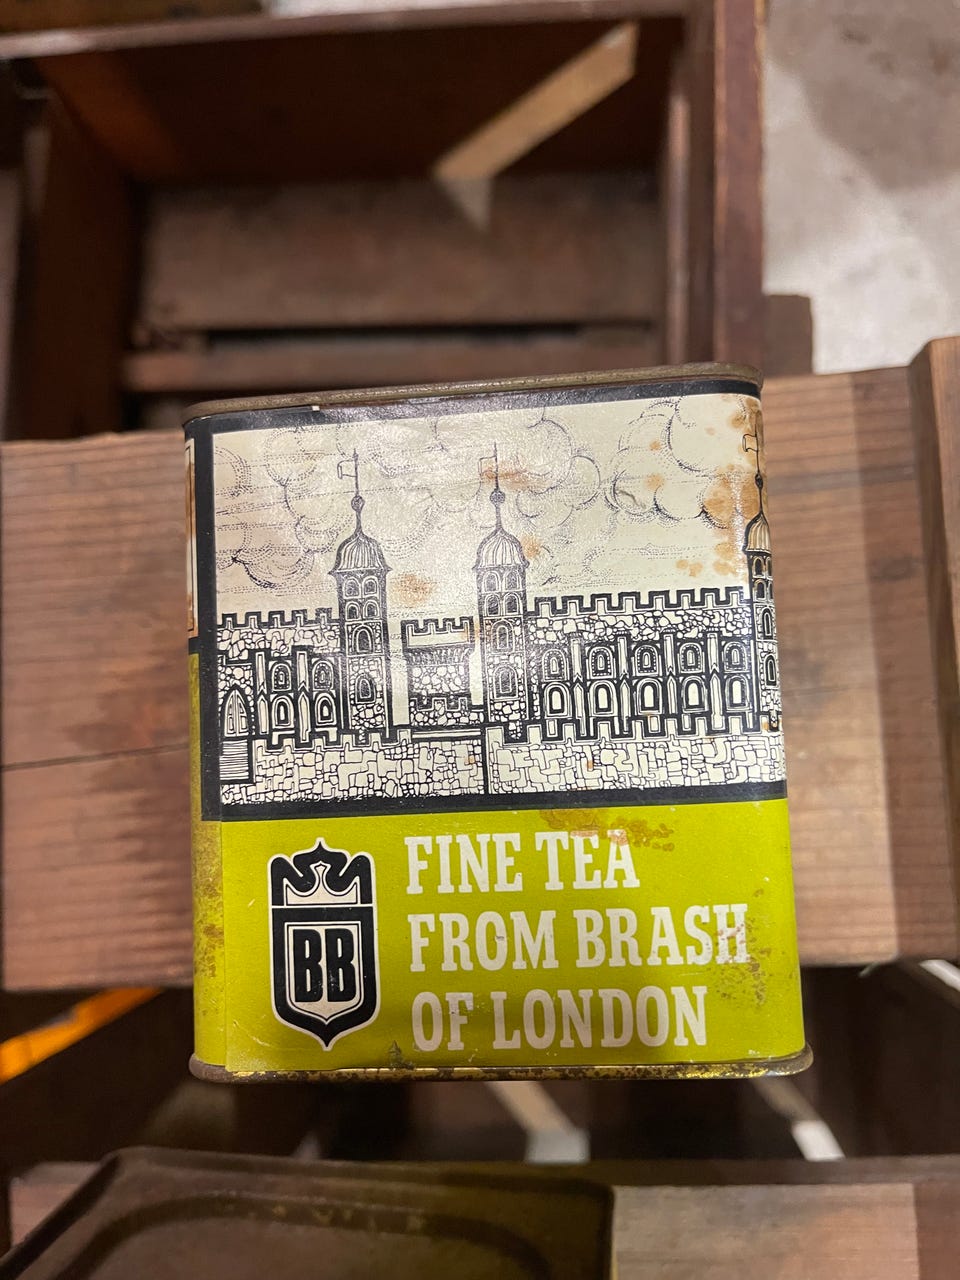 BB
FINE TEA
FROM BRASH
OF LONDON